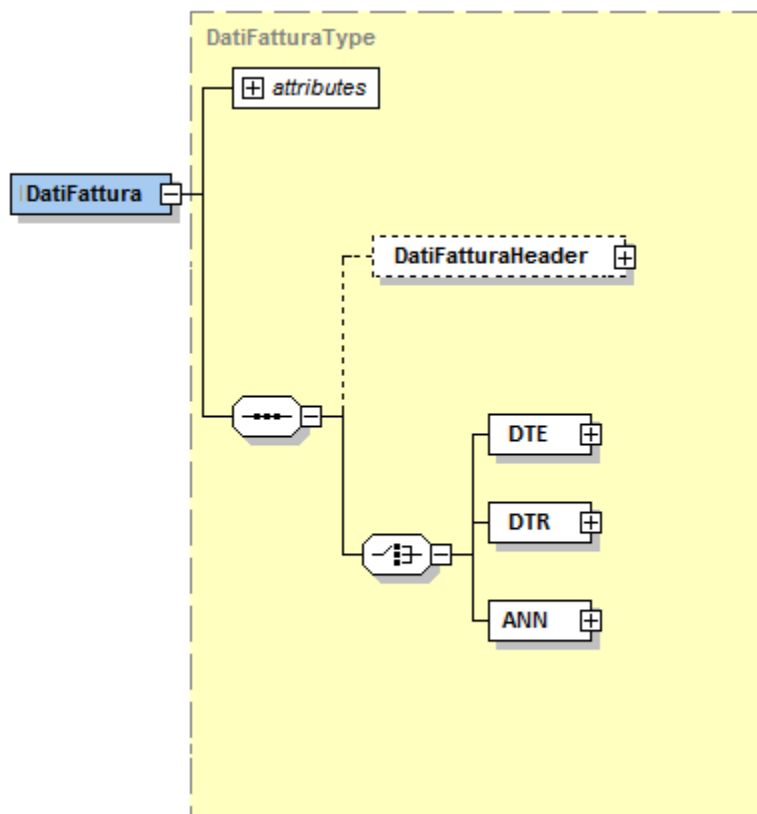 DatiFatturaType
attributes
DatiFattura
DatiFatturaHeader
DTE
DTR
ANN